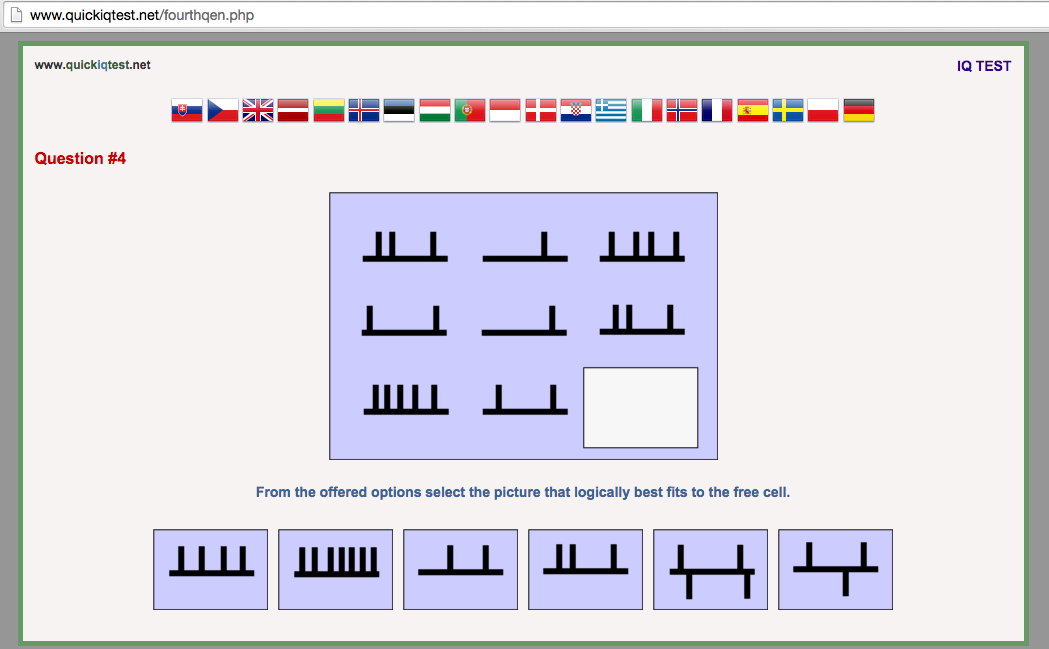 www.quickiqtest.net/fourthqen.php
www.quickiqtest.net
IQ TEST
Question #4
From the offered options select the picture that logically best fits to the free cell.